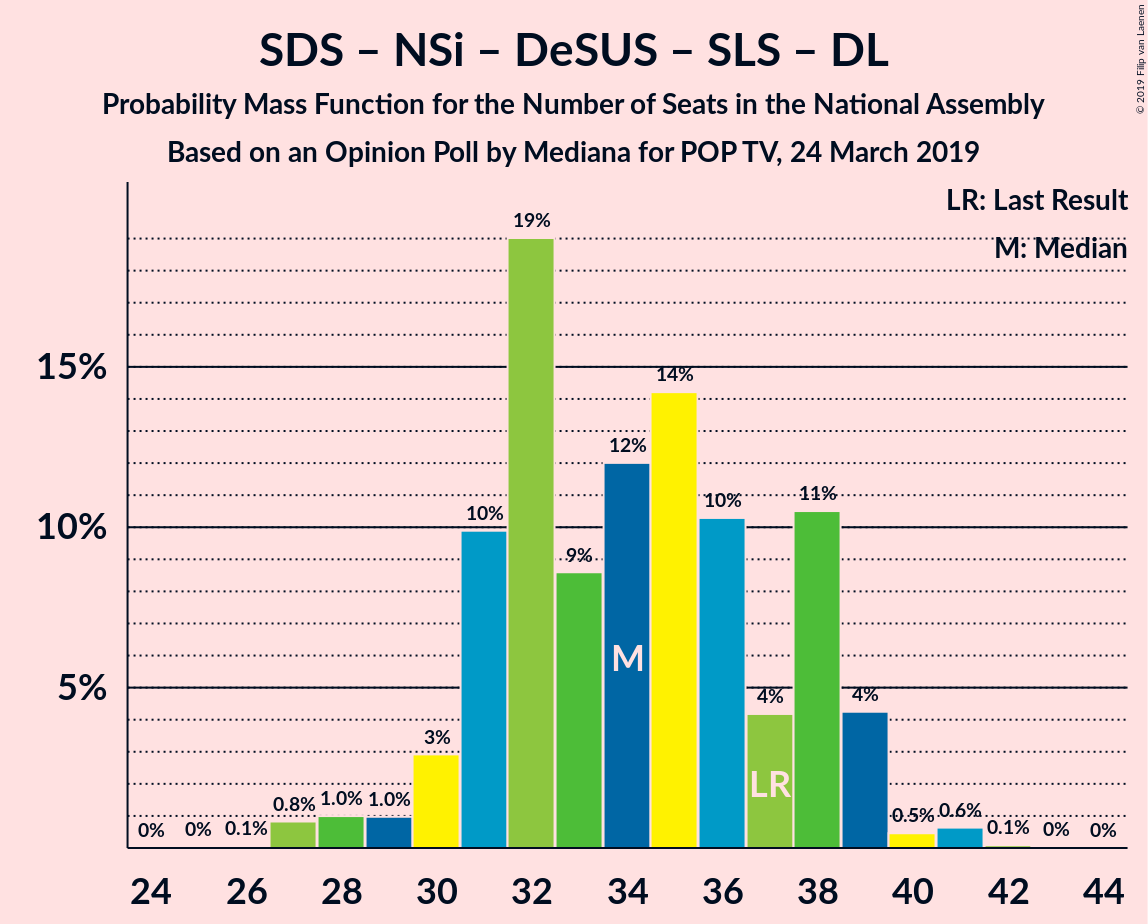 SDS – NSi – DeSUS – SLS – DL
Probability Mass Function for the Number of Seats in the National Assembly
Based on an Opinion Poll by Mediana for POP TV, 24 March 2019
© 2019 Filip van Laenen
LR: Last Result
M: Median
15%
10%
5%
0%
0%
0.1%
0.8%
1.0%
1.0%
3%
10%
19%
9%
12%
14%
10%
4%
11%
4%
0.5%
0.6%
0.1%
0%
0%
M
LR
24 26 28 30 32 34 36 38 40 42 44